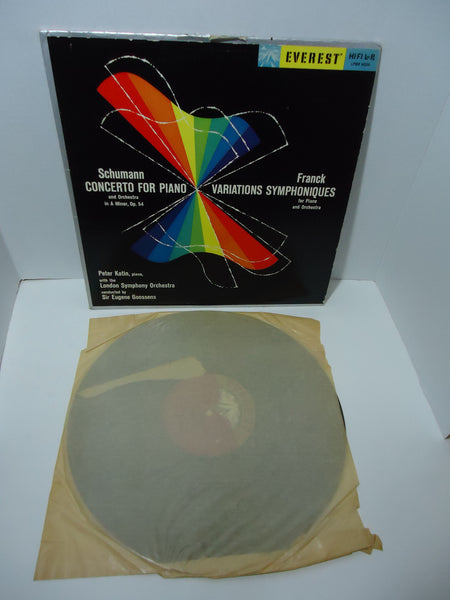 EVEREST
HI-FI LP
Schumann
CONCERTO FOR PIANO
and Orchestra
in A Minor, Op. 54
Franck
VARIATIONS SYMPHONIQUES
for Piano
and Orchestra
Peter Katin, piano,
with the
London Symphony Orchestra
conducted by
Sir Eugene Goossens